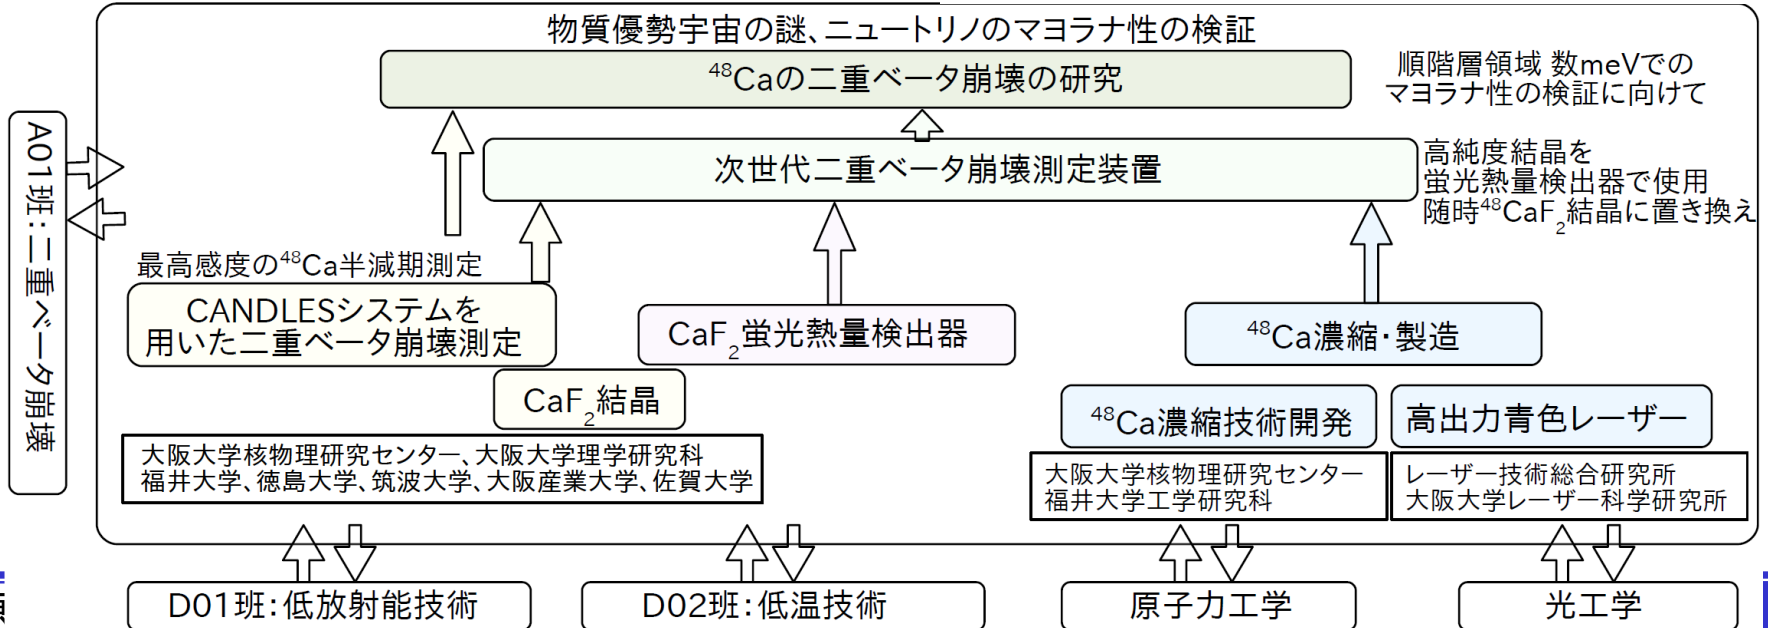 物質優勢宇宙の謎、ニュートリノのマヨラナ性の検証
⁴⁸Caの二重ベータ崩壊の研究
順階層領域 数meVでの
マヨラナ性の検証に向けて
A01班：二重ベータ崩壊
次世代二重ベータ崩壊測定装置
高純度結晶を
蛍光熱量検出器で使用
随時⁴⁸CaF₂結晶に置き換え
最高感度の⁴⁸Ca半減期測定
CANDLESシステムを
用いた二重ベータ崩壊測定
CaF₂蛍光熱量検出器
⁴⁸Ca濃縮・製造
CaF₂結晶
⁴⁸Ca濃縮技術開発
高出力青色レーザー
大阪大学核物理研究センター、大阪大学理学研究科
福井大学、徳島大学、筑波大学、大阪産業大学、佐賀大学
大阪大学核物理研究センター
福井大学工学研究科
レーザー技術総合研究所
大阪大学レーザー科学研究所
D01班：低放射能技術
D02班：低温技術
原子力工学
光工学